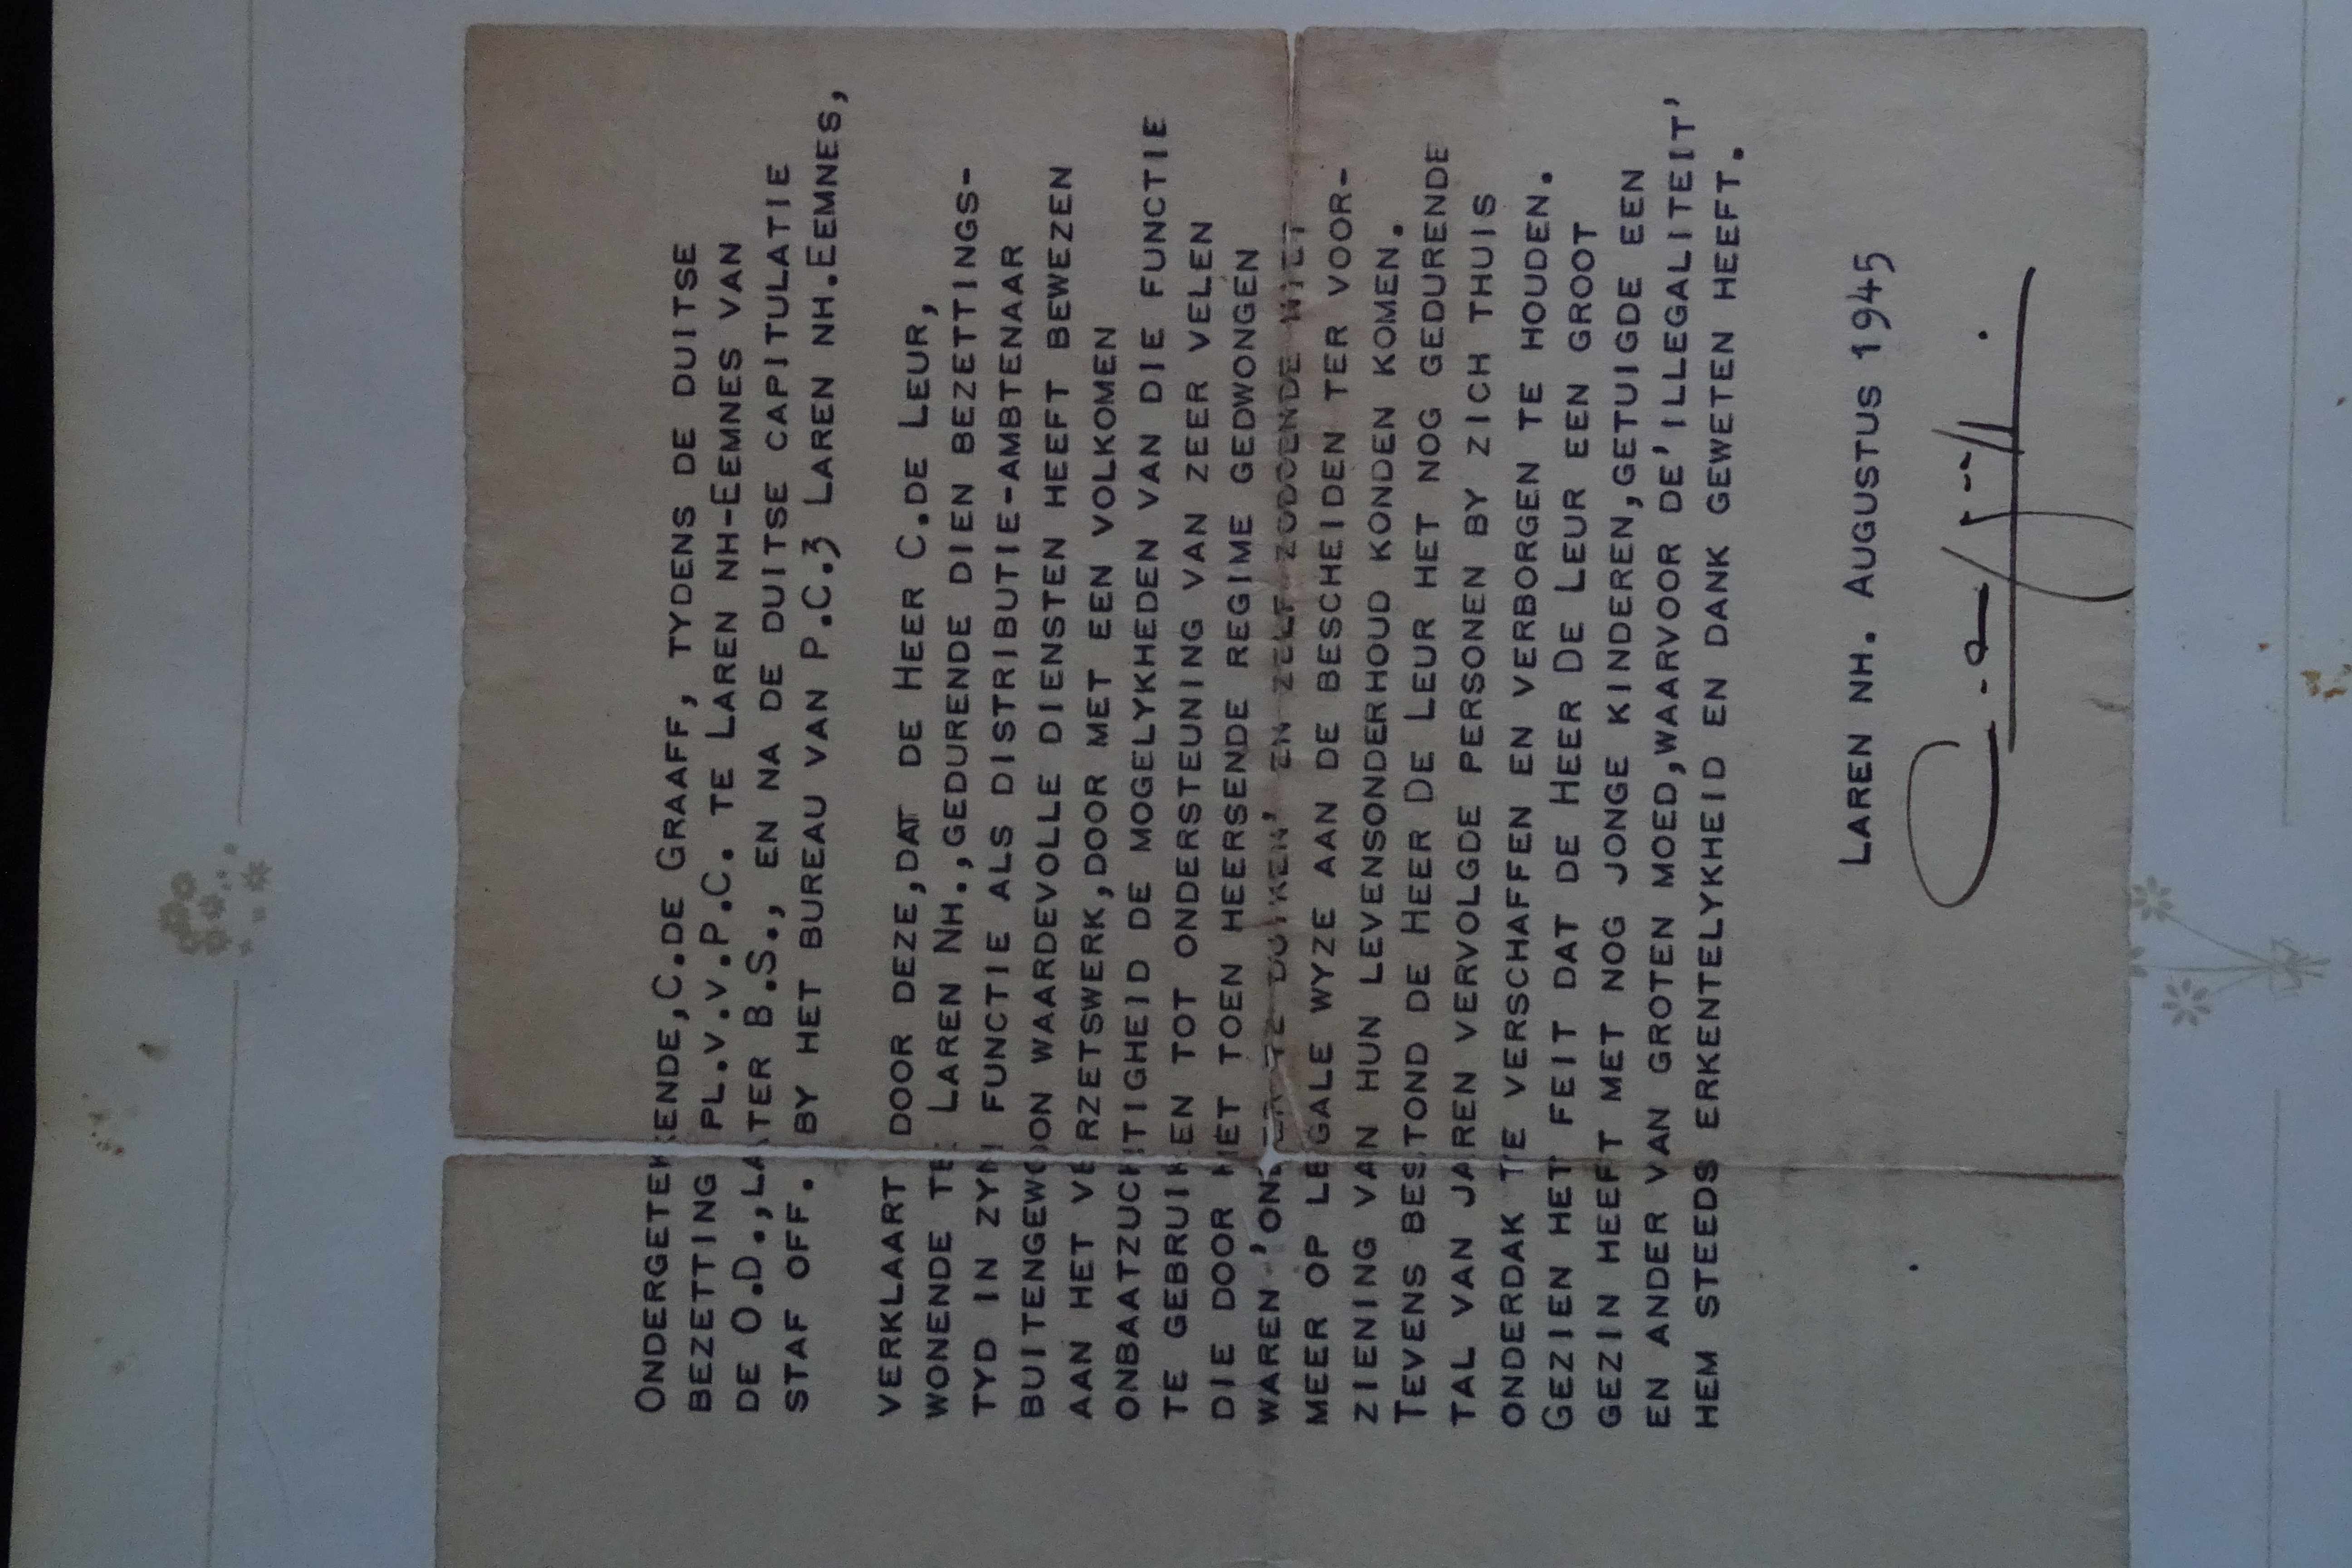 ONDERGETEKENDE,C.DE GRAAFF, TYDENS DE DUITSE
BEZETTING PL.V.V.P.C. TE LAREN NH-EEMNES VAN
DE O.D.,LATER B.S., EN NA DE DUITSE CAPITULATIE
STAF OFF. BY HET BUREAU VAN P.C.3 LAREN NH.EEMNES,
VERKLAART DOOR DEZE,DAT DE HEER C.DE LEUR,
WONENDE TE LAREN NH.,GEDURENDE DIEN BEZETTINGS-
TYD IN ZYN FUNCTIE ALS DISTRIBUTIE-AMBTENAAR
BUITENGEWOON WAARDEVOLLE DIENSTEN HEEFT BEWEZEN
AAN HET VERZETSWERK,DOOR MET EEN VOLKOMEN
ONBAATZUCHTIGHEID DE MOGELYKHEDEN VAN DIE FUNCTIE
TE GEBRUIKEN TOT ONDERSTEUNING VAN ZEER VELEN
DIE DOOR HET TOEN HEERSENDE REGIME GEDWONGEN
WAREN 'ONDER TE DUIKEN' EN ZELF ZODOENDE NIET
MEER OP LEGALE WYZE AAN DE BESCHEIDEN TER VOOR-
ZIENING VAN HUN LEVENSONDERHOUD KONDEN KOMEN.
TEVENS BESTOND DE HEER DE LEUR HET NOG GEDURENDE
TAL VAN JAREN VERVOLGDE PERSONEN BY ZICH THUIS
ONDERDAK TE VERSCHAFFEN EN VERBORGEN TE HOUDEN.
GEZIEN HET FEIT DAT DE HEER DE LEUR EEN GROOT
GEZIN HEEFT MET NOG JONGE KINDEREN,GETUIGDE EEN
EN ANDER VAN GROTEN MOED,WAARVOOR DE'ILLEGALITEIT'
HEM STEEDS ERKENTELYKHEID EN DANK GEWETEN HEEFT.
LAREN NH. AUGUSTUS 1945